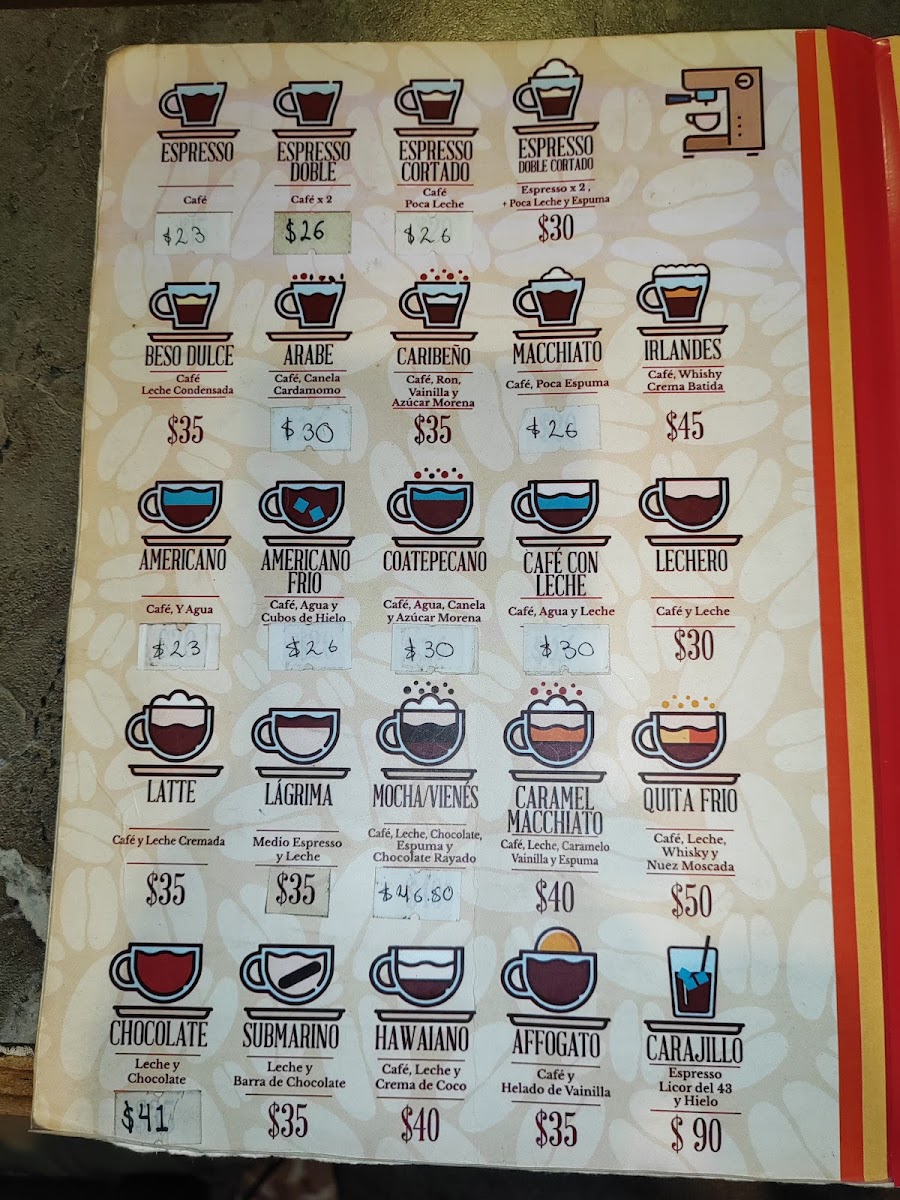 ESPRESSO
Café
$23
ESPRESSO
DOBLE
Café x 2
$26
ESPRESSO
CORTADO
Café
Poca Leche
$26
ESPRESSO
DOBLE CORTADO
Espresso x 2 ,
+ Poca Leche y Espuma
$30
BESO DULCE
Café
Leche Condensada
$35
ARABE
Café, Canela
Cardamomo
$30
CARIBEÑO
Café, Ron,
Vainilla y
Azúcar Morena
$35
MACCHIATO
Café, Poca Espuma
$26
IRLANDES
Café, Whishy
Crema Batida
$45
AMERICANO
Café, Y Agua
$23
AMERICANO
FRIO
Café, Agua y
Cubos de Hielo
$26
COATEPECANO
Café, Agua, Canela
y Azúcar Morena
$30
CAFÉ CON
LECHE
Café, Agua y Leche
$30
LECHERO
Café y Leche
$30
LATTE
Café y Leche Cremada
$35
LÁGRIMA
Medio Espresso
y Leche
$35
MOCHA/VIENÉS
Café, Leche, Chocolate,
Espuma y
Chocolate Rayado
$46.80
CARAMEL
MACCHIATO
Café, Leche, Caramelo
Vainilla y Espuma
$40
QUITA FRIO
Café, Leche,
Whisky y
Nuez Moscada
$50
CHOCOLATE
Leche y
Chocolate
$41
SUBMARINO
Leche y
Barra de Chocolate
$35
HAWAIANO
Café, Leche y
Crema de Coco
$40
AFFOGATO
Café y
Helado de Vainilla
$35
CARAJILLO
Espresso
Licor del 43
y Hielo
$ 90